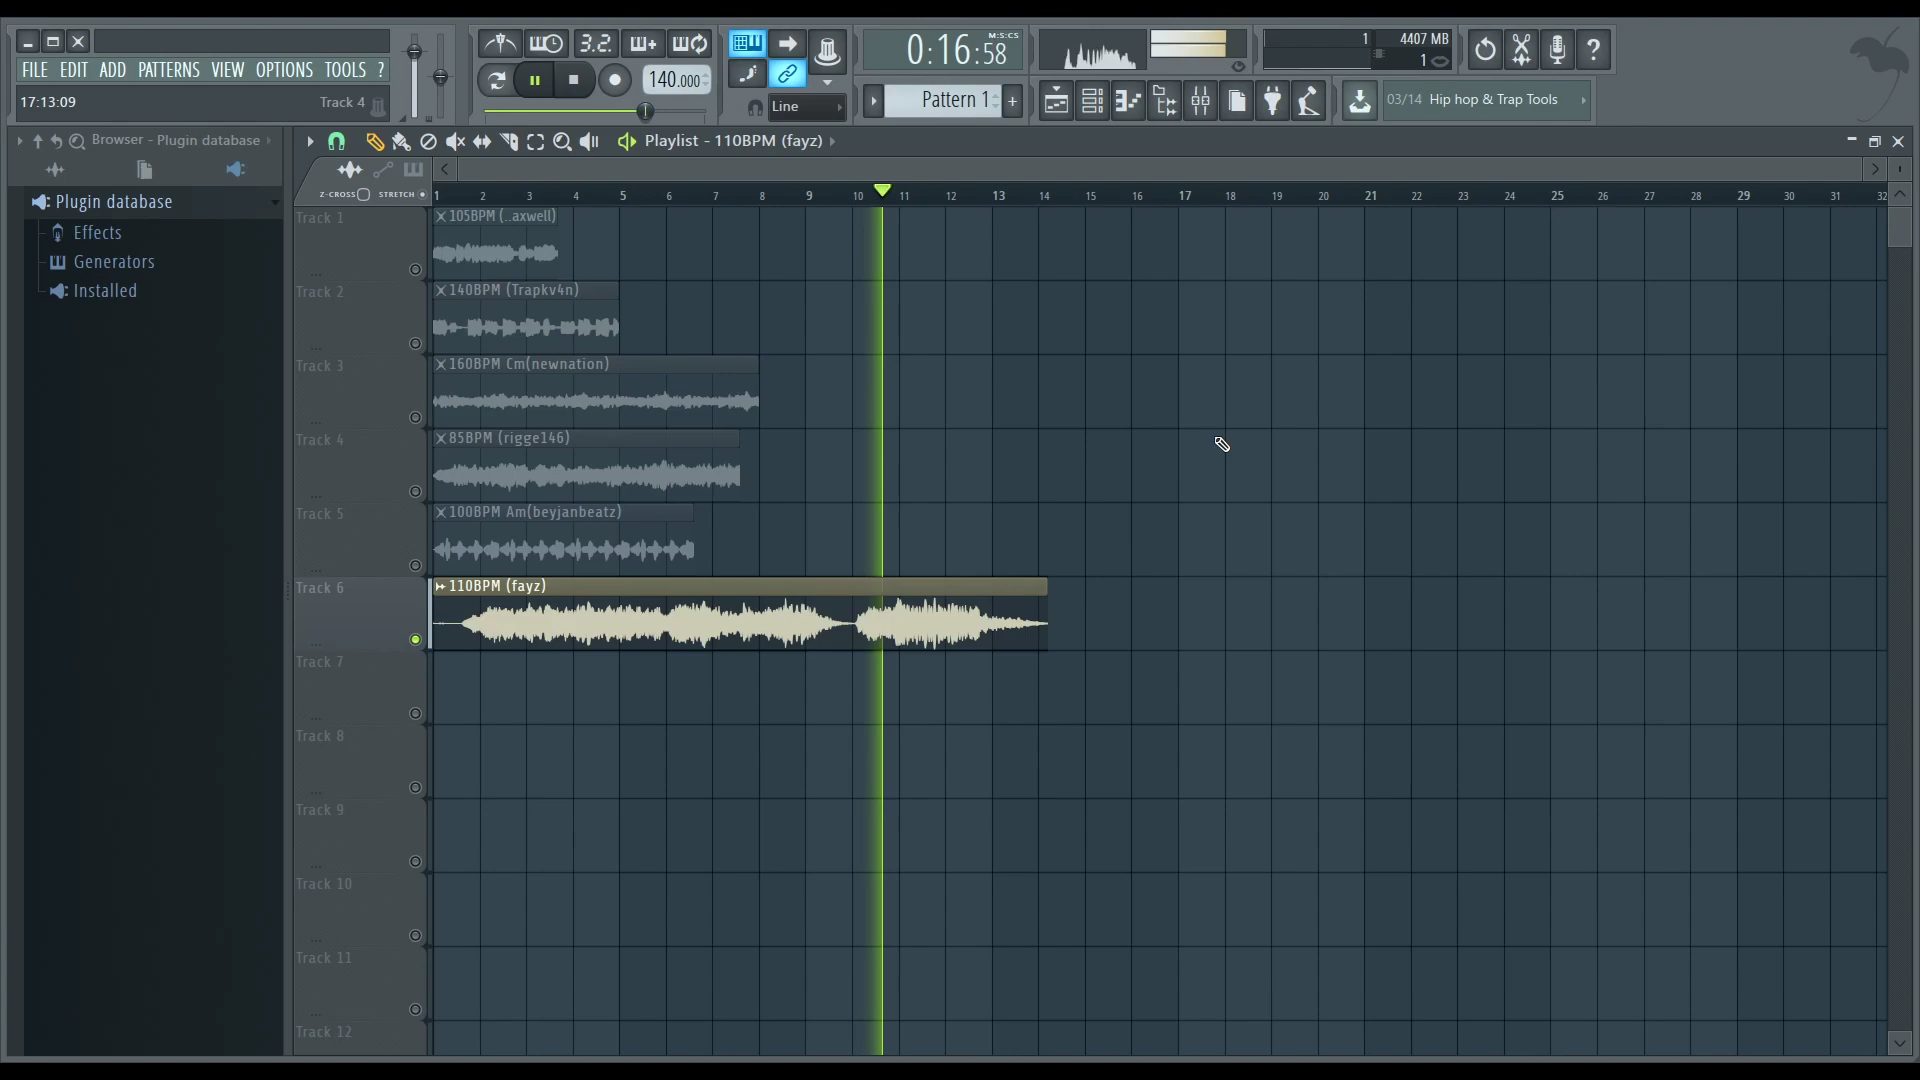 FILE EDIT ADD PATTERNS VIEW OPTIONS TOOLS ?
17:13:09 Track 4
3.2.
140.000
Line
0:16:58
M:S:CS
Pattern 1
+
1 4407 MB
1
?
03/14 Hip hop & Trap Tools
Browser - Plugin database
Playlist - 110BPM (fayz)
Z-CROSS STRETCH
1 2 3 4 5 6 7 8 9 10 11 12 13 14 15 16 17 18 19 20 21 22 23 24 25 26 27 28 29 30 31 32
Plugin database
Effects
Generators
Installed
Track 1
105BPM (..axwell)
Track 2
140BPM (Trapkv4n)
Track 3
160BPM Cm(newnation)
Track 4
85BPM (rigge146)
Track 5
100BPM Am(beyjanbeatz)
Track 6
110BPM (fayz)
Track 7
Track 8
Track 9
Track 10
Track 11
Track 12